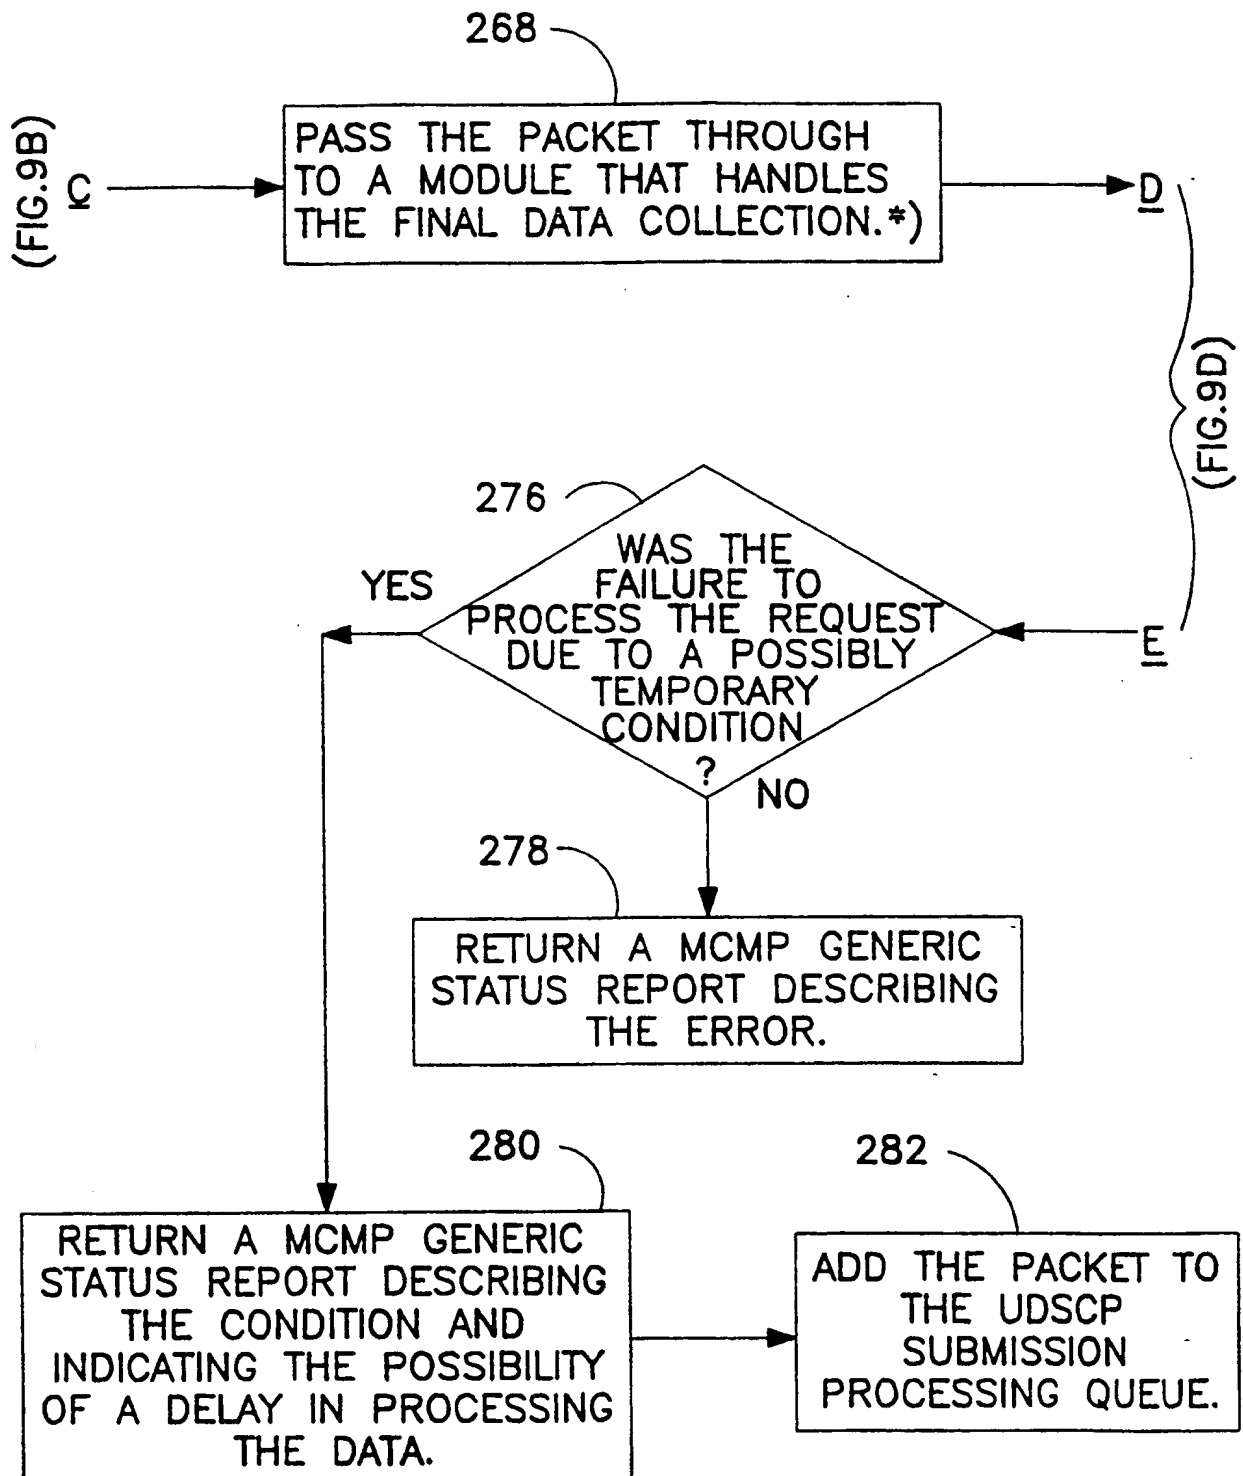 268
(FIG.9B)
C
PASS THE PACKET THROUGH
TO A MODULE THAT HANDLES
THE FINAL DATA COLLECTION.*)
D
(FIG.9D)
276
WAS THE
FAILURE TO
PROCESS THE REQUEST
DUE TO A POSSIBLY
TEMPORARY
CONDITION
?
YES
E
NO
278
RETURN A MCMP GENERIC
STATUS REPORT DESCRIBING
THE ERROR.
280
RETURN A MCMP GENERIC
STATUS REPORT DESCRIBING
THE CONDITION AND
INDICATING THE POSSIBILITY
OF A DELAY IN PROCESSING
THE DATA.
282
ADD THE PACKET TO
THE UDSCP
SUBMISSION
PROCESSING QUEUE.